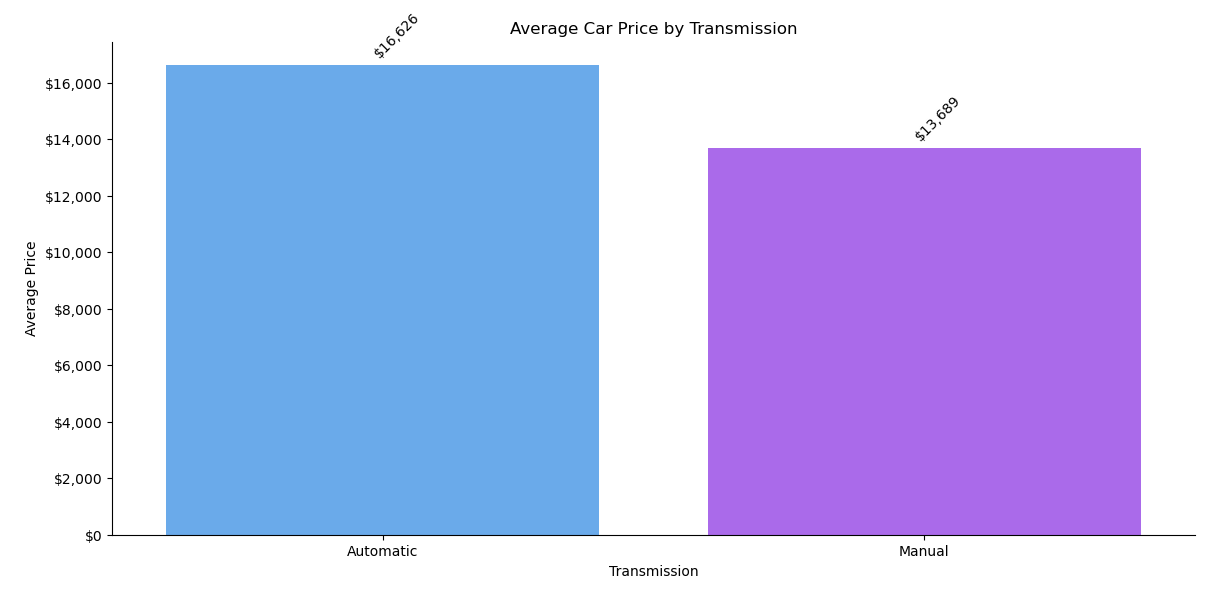 Average Car Price by Transmission
$16,626
$13,689
Average Price
$16,000
$14,000
$12,000
$10,000
$8,000
$6,000
$4,000
$2,000
$0
Automatic
Manual
Transmission